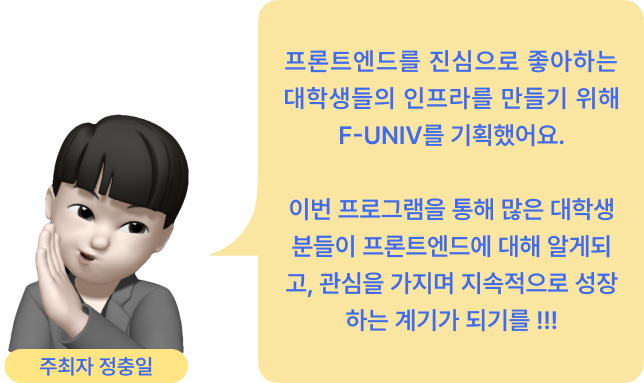 프론트엔드를 진심으로 좋아하는
대학생들의 인프라를 만들기 위해
F-UNIV를 기획했어요.
이번 프로그램을 통해 많은 대학생
분들이 프론트엔드에 대해 알게되
고, 관심을 가지며 지속적으로 성장
하는 계기가 되기를 !!!
주최자 정충일